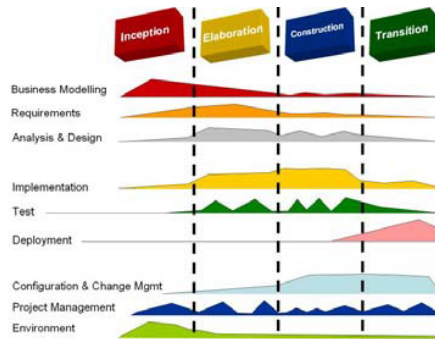 Inception
Elaboration
Construction
Transition
Business Modelling
Requirements
Analysis & Design
Implementation
Test
Deployment
Configuration & Change Mgmt
Project Management
Environment